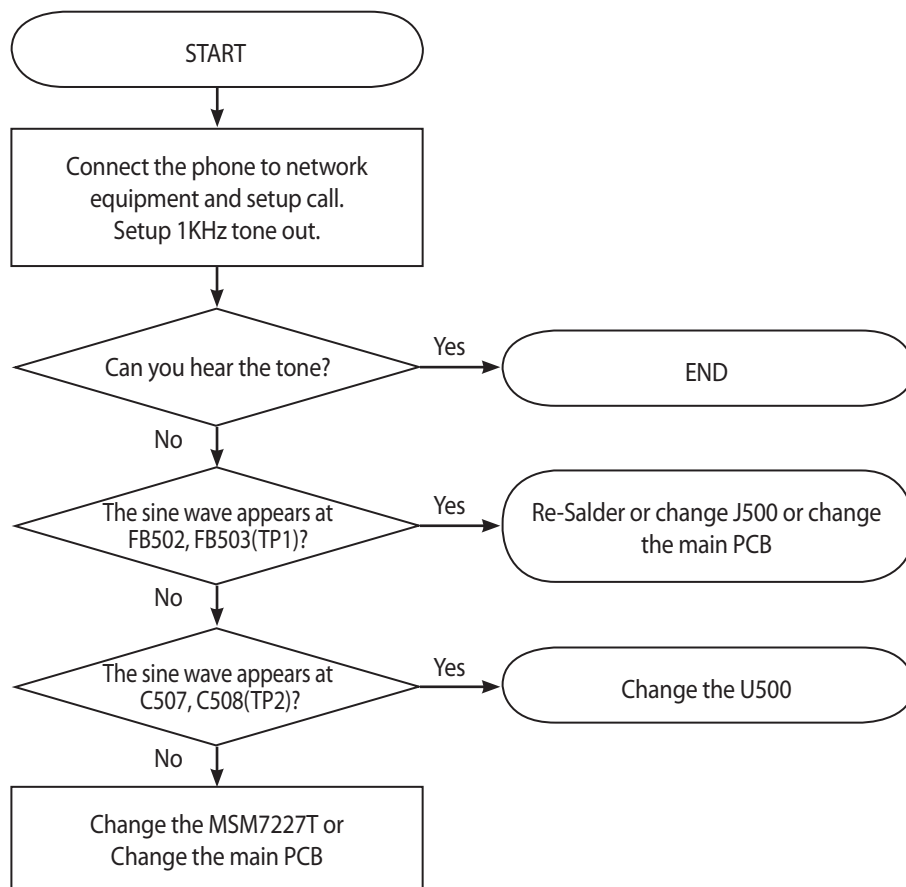 START
Connect the phone to network
equipment and setup call.
Setup 1KHz tone out.
Can you hear the tone?
Yes
END
No
The sine wave appears at
FB502, FB503(TP1)?
Yes
Re-Salder or change J500 or change
the main PCB
No
The sine wave appears at
C507, C508(TP2)?
Yes
Change the U500
No
Change the MSM7227T or
Change the main PCB